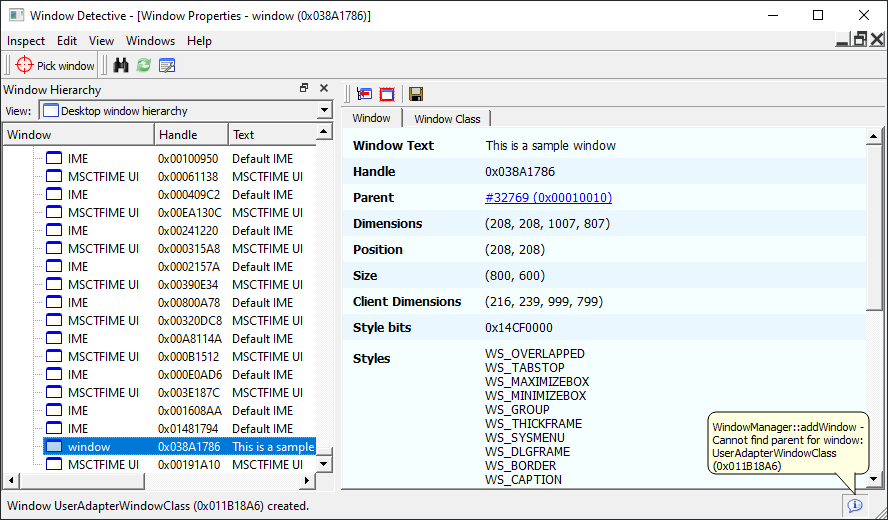 Window Detective - [Window Properties - window (0x038A1786)]
Inspect Edit View Windows Help
Pick window
Window Hierarchy
View: Desktop window hierarchy
Window Handle Text
IME 0x00100950 Default IME
MSCTFIME UI 0x00061138 MSCTFIME UI
IME 0x000409C2 Default IME
MSCTFIME UI 0x00EA130C MSCTFIME UI
IME 0x00241220 Default IME
MSCTFIME UI 0x000315A8 MSCTFIME UI
IME 0x0002157A Default IME
MSCTFIME UI 0x00390E34 MSCTFIME UI
IME 0x00800A78 Default IME
MSCTFIME UI 0x00320DC8 MSCTFIME UI
IME 0x00A8114A Default IME
MSCTFIME UI 0x000B1512 MSCTFIME UI
IME 0x000E0AD6 Default IME
MSCTFIME UI 0x003E187C MSCTFIME UI
IME 0x001608AA Default IME
IME 0x01481794 Default IME
window 0x038A1786 This is a sample
MSCTFIME UI 0x00191A10 MSCTFIME UI
Window Window Class
Window Text This is a sample window
Handle 0x038A1786
Parent #32769 (0x00010010)
Dimensions (208, 208, 1007, 807)
Position (208, 208)
Size (800, 600)
Client Dimensions (216, 239, 999, 799)
Style bits 0x14CF0000
Styles WS_OVERLAPPED
WS_TABSTOP
WS_MAXIMIZEBOX
WS_MINIMIZEBOX
WS_GROUP
WS_THICKFRAME
WS_SYSMENU
WS_DLGFRAME
WS_BORDER
WS_CAPTION
WindowManager::addWindow -
Cannot find parent for window:
UserAdapterWindowClass
(0x011B18A6)
Window UserAdapterWindowClass (0x011B18A6) created.